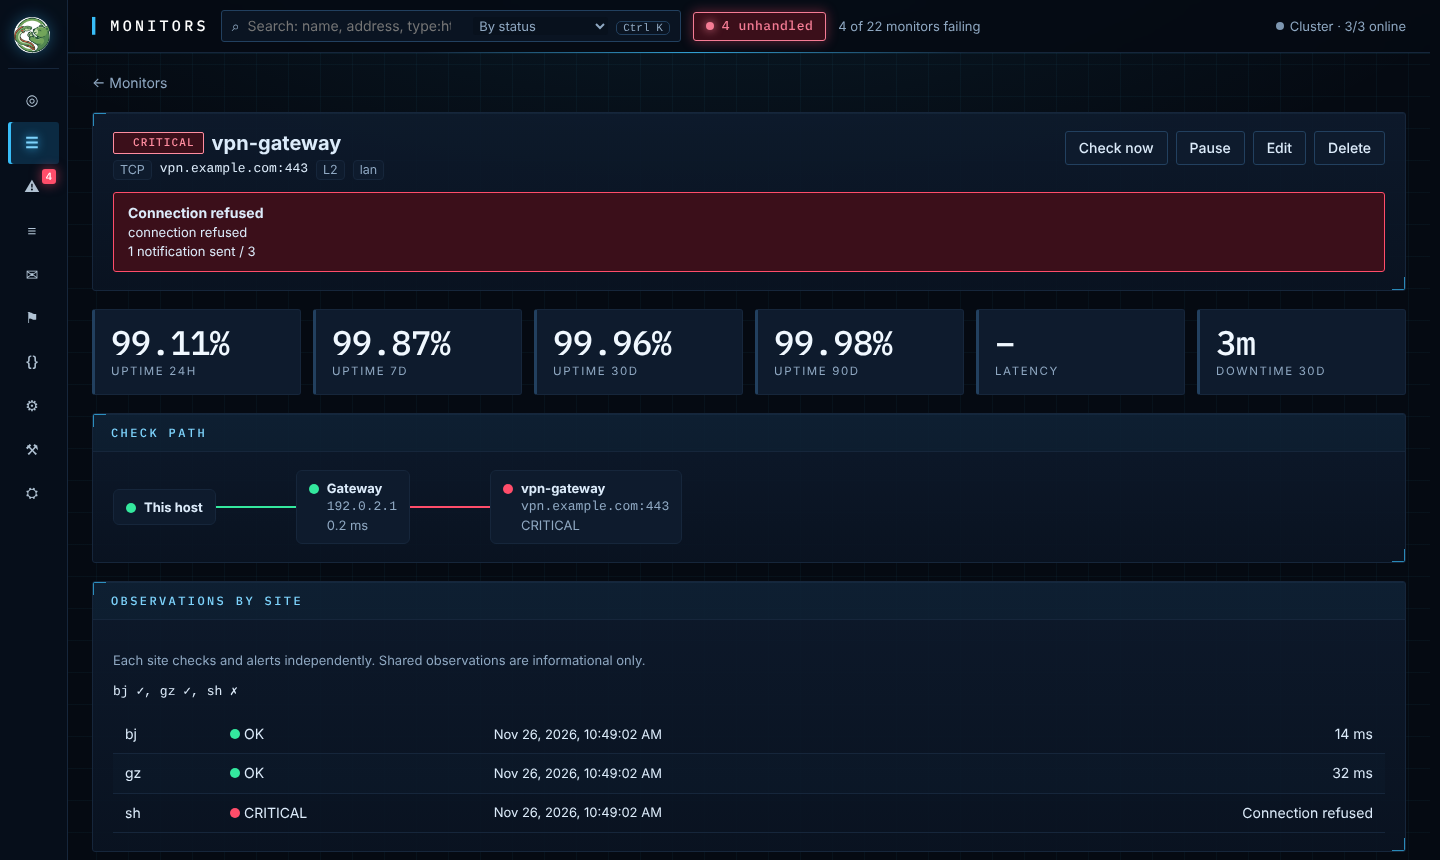 MONITORS
Search: name, address, type:ht
By status
Ctrl K
4 unhandled
4 of 22 monitors failing
Cluster · 3/3 online
← Monitors
4
CRITICAL vpn-gateway
Check now
Pause
Edit
Delete
TCP vpn.example.com:443 L2 lan
Connection refused
connection refused
1 notification sent / 3
99.11%
UPTIME 24H
99.87%
UPTIME 7D
99.96%
UPTIME 30D
99.98%
UPTIME 90D
–
LATENCY
3m
DOWNTIME 30D
CHECK PATH
This host
Gateway
192.0.2.1
0.2 ms
vpn-gateway
vpn.example.com:443
CRITICAL
OBSERVATIONS BY SITE
Each site checks and alerts independently. Shared observations are informational only.
bj ✓, gz ✓, sh ✗
bj OK Nov 26, 2026, 10:49:02 AM 14 ms
gz OK Nov 26, 2026, 10:49:02 AM 32 ms
sh CRITICAL Nov 26, 2026, 10:49:02 AM Connection refused